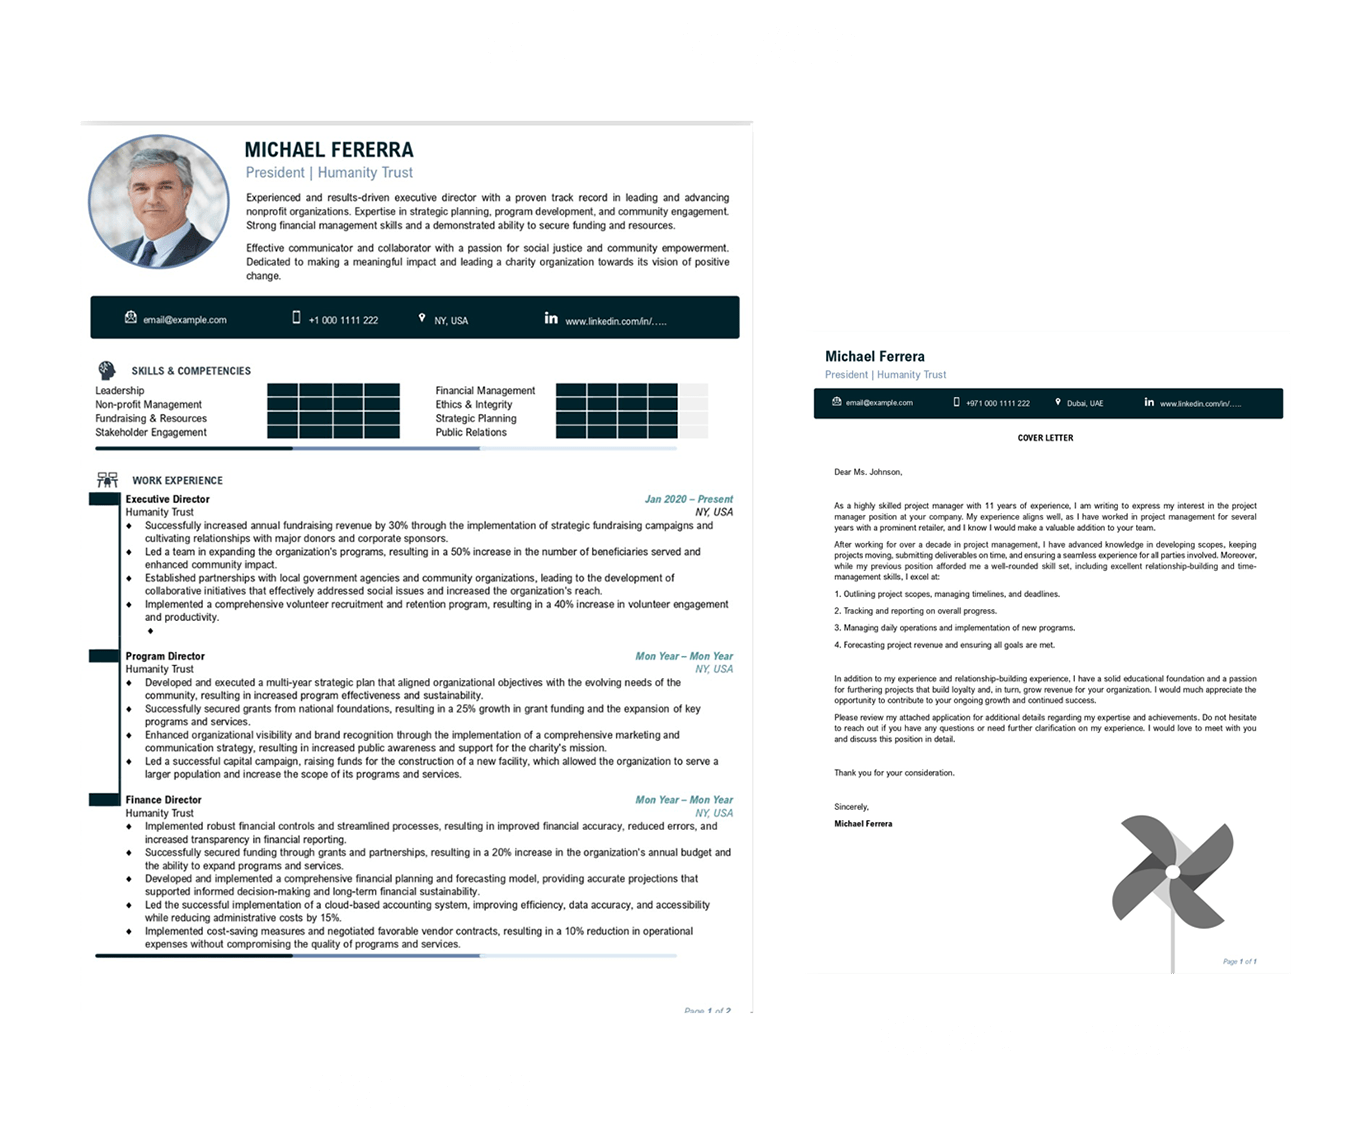 MICHAEL FERERRA
President | Humanity Trust
Experienced and results-driven executive director with a proven track record in leading and advancing
nonprofit organizations. Expertise in strategic planning, program development, and community engagement.
Strong financial management skills and a demonstrated ability to secure funding and resources.
Effective communicator and collaborator with a passion for social justice and community empowerment.
Dedicated to making a meaningful impact and leading a charity organization towards its vision of positive
change.
email@example.com +1 000 1111 222 NY, USA www.linkedin.com/in/.....
SKILLS & COMPETENCIES
Leadership Financial Management
Non-profit Management Ethics & Integrity
Fundraising & Resources Strategic Planning
Stakeholder Engagement Public Relations
WORK EXPERIENCE
Executive Director Jan 2020 – Present
Humanity Trust NY, USA
♦ Successfully increased annual fundraising revenue by 30% through the implementation of strategic fundraising campaigns and
cultivating relationships with major donors and corporate sponsors.
♦ Led a team in expanding the organization's programs, resulting in a 50% increase in the number of beneficiaries served and
enhanced community impact.
♦ Established partnerships with local government agencies and community organizations, leading to the development of
collaborative initiatives that effectively addressed social issues and increased the organization's reach.
♦ Implemented a comprehensive volunteer recruitment and retention program, resulting in a 40% increase in volunteer engagement
and productivity.
♦
Program Director Mon Year – Mon Year
Humanity Trust NY, USA
♦ Developed and executed a multi-year strategic plan that aligned organizational objectives with the evolving needs of the
community, resulting in increased program effectiveness and sustainability.
♦ Successfully secured grants from national foundations, resulting in a 25% growth in grant funding and the expansion of key
programs and services.
♦ Enhanced organizational visibility and brand recognition through the implementation of a comprehensive marketing and
communication strategy, resulting in increased public awareness and support for the charity's mission.
♦ Led a successful capital campaign, raising funds for the construction of a new facility, which allowed the organization to serve a
larger population and increase the scope of its programs and services.
Finance Director Mon Year – Mon Year
Humanity Trust NY, USA
♦ Implemented robust financial controls and streamlined processes, resulting in improved financial accuracy, reduced errors, and
increased transparency in financial reporting.
♦ Successfully secured funding through grants and partnerships, resulting in a 20% increase in the organization's annual budget and
the ability to expand programs and services.
♦ Developed and implemented a comprehensive financial planning and forecasting model, providing accurate projections that
supported informed decision-making and long-term financial sustainability.
♦ Led the successful implementation of a cloud-based accounting system, improving efficiency, data accuracy, and accessibility
while reducing administrative costs by 15%.
♦ Implemented cost-saving measures and negotiated favorable vendor contracts, resulting in a 10% reduction in operational
expenses without compromising the quality of programs and services.
Page 1 of 2
Michael Ferrera
President | Humanity Trust
email@example.com +971 000 1111 222 Dubai, UAE www.linkedin.com/in/.....
COVER LETTER
Dear Ms. Johnson,
As a highly skilled project manager with 11 years of experience, I am writing to express my interest in the project
manager position at your company. My experience aligns well, as I have worked in project management for several
years with a prominent retailer, and I know I would make a valuable addition to your team.
After working for over a decade in project management, I have advanced knowledge in developing scopes, keeping
projects moving, submitting deliverables on time, and ensuring a seamless experience for all parties involved. Moreover,
while my previous position afforded me a well-rounded skill set, including excellent relationship-building and time-
management skills, I excel at:
1. Outlining project scopes, managing timelines, and deadlines.
2. Tracking and reporting on overall progress.
3. Managing daily operations and implementation of new programs.
4. Forecasting project revenue and ensuring all goals are met.
In addition to my experience and relationship-building experience, I have a solid educational foundation and a passion
for furthering projects that build loyalty and, in turn, grow revenue for your organization. I would much appreciate the
opportunity to contribute to your ongoing growth and continued success.
Please review my attached application for additional details regarding my expertise and achievements. Do not hesitate
to reach out if you have any questions or need further clarification on my experience. I would love to meet with you
and discuss this position in detail.
Thank you for your consideration.
Sincerely,
Michael Ferrera
Page 1 of 1